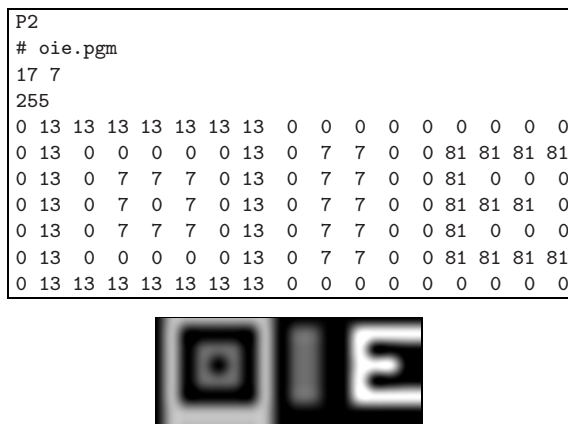 P2
# oie.pgm
17 7
255
0 13 13 13 13 13 13 13 0 0 0 0 0 0 0 0 0
0 13 0 0 0 0 0 13 0 7 7 0 0 81 81 81 81
0 13 0 7 7 7 0 13 0 7 7 0 0 81 0 0 0
0 13 0 7 0 7 0 13 0 7 7 0 0 81 81 81 0
0 13 0 7 7 7 0 13 0 7 7 0 0 81 0 0 0
0 13 0 0 0 0 0 13 0 7 7 0 0 81 81 81 81
0 13 13 13 13 13 13 13 0 0 0 0 0 0 0 0 0
OIE